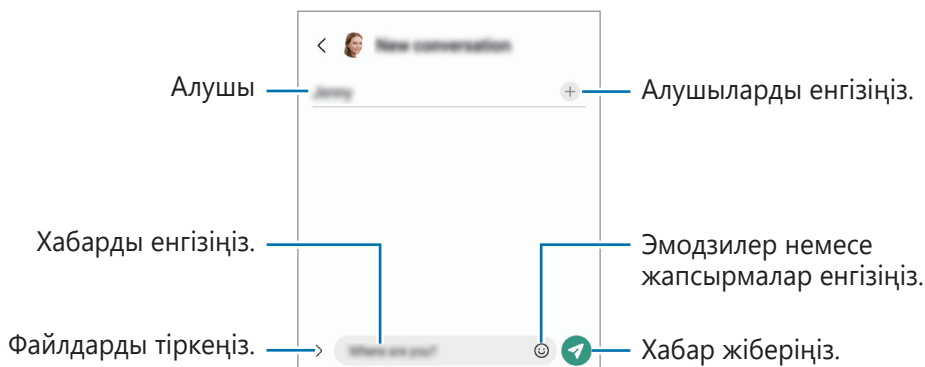 New conversation
Алушы
Jenny
Алушыларды енгізіңіз.
Хабарды енгізіңіз.
Эмодзилер немесе
жапсырмалар енгізіңіз.
Файлдарды тіркеңіз.
Where are you?
Хабар жіберіңіз.